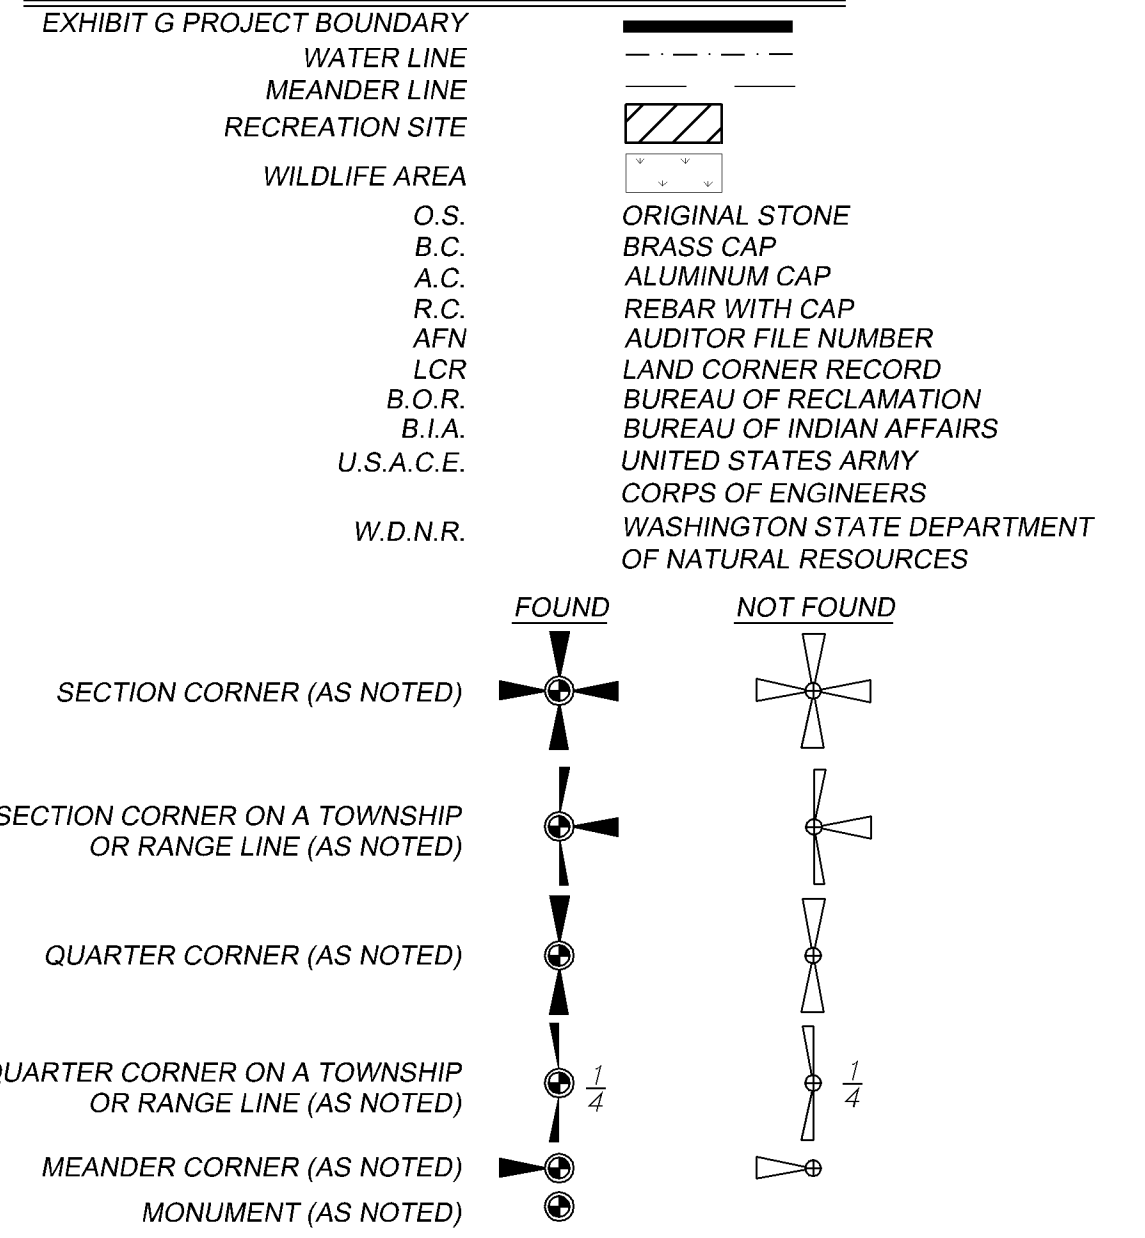 EXHIBIT G PROJECT BOUNDARY
WATER LINE
MEANDER LINE
RECREATION SITE
WILDLIFE AREA
O.S. ORIGINAL STONE
B.C. BRASS CAP
A.C. ALUMINUM CAP
R.C. REBAR WITH CAP
AFN AUDITOR FILE NUMBER
LCR LAND CORNER RECORD
B.O.R. BUREAU OF RECLAMATION
B.I.A. BUREAU OF INDIAN AFFAIRS
U.S.A.C.E. UNITED STATES ARMY
CORPS OF ENGINEERS
W.D.N.R. WASHINGTON STATE DEPARTMENT
OF NATURAL RESOURCES
FOUND NOT FOUND
SECTION CORNER (AS NOTED)
SECTION CORNER ON A TOWNSHIP
OR RANGE LINE (AS NOTED)
QUARTER CORNER (AS NOTED)
QUARTER CORNER ON A TOWNSHIP
OR RANGE LINE (AS NOTED)
1/4 1/4
MEANDER CORNER (AS NOTED)
MONUMENT (AS NOTED)